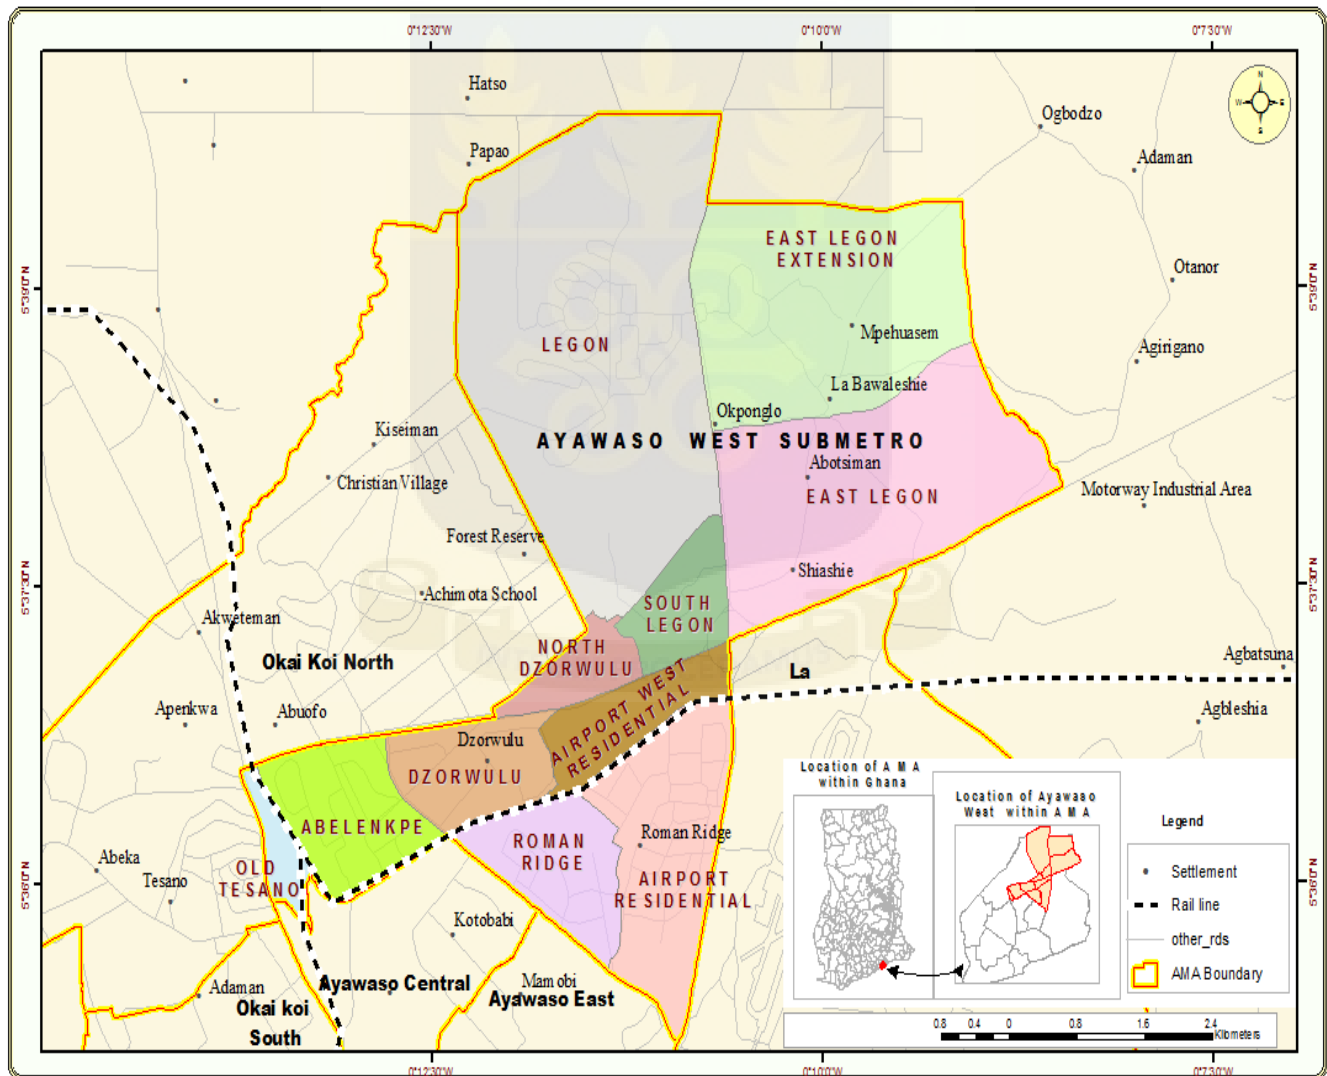 0°12'30"W
0°10'0"W
0°7'30"W
Hatso
Ogbodzo
Papao
Adaman
N
W
E
S
EAST LEGON
EXTENSION
Otanor
5°39'0"N
5°39'0"N
Mpehuasem
LEGON
Agirigano
La Bawaleshie
Okponglo
Kiseiman
AYAWASO WEST SUBMETRO
Abotsiman
Christian Village
EAST LEGON
Motorway Industrial Area
Forest Reserve
Shiashie
5°37'30"N
5°37'30"N
Achimota School
SOUTH
LEGON
Akweteman
NORTH
DZORWULU
Okai Koi North
La
Agbatsuna
AIRPORT WEST
RESIDENTIAL
Apenkwa
Abuofo
Agbleshia
Dzorwulu
DZORWULU
Location of A M A
within Ghana
Location of Ayawaso
West within A M A
ABELENKPE
Legend
Roman Ridge
ROMAN
RIDGE
Abeka
OLD
TESANO
Tesano
AIRPORT
RESIDENTIAL
5°36'0"N
5°36'0"N
Settlement
Rail line
other_rds
AMA Boundary
Kotobabi
Adaman
Ayawaso Central
Mamobi
Ayawaso East
Okai koi
South
0.8 0.4 0 0.8 1.6 2.4
Kilometers
0°12'30"W
0°10'0"W
0°7'30"W